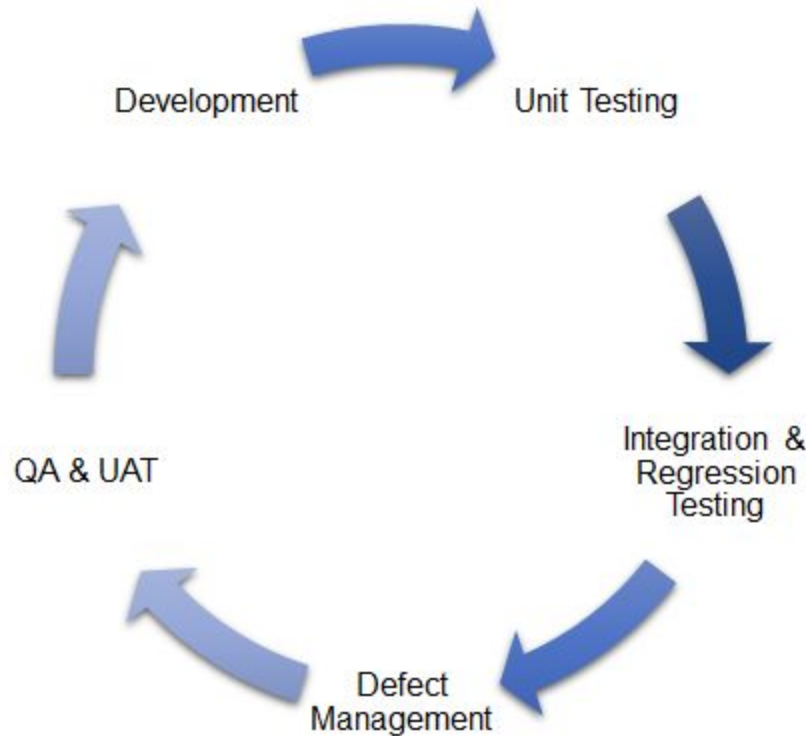 Development
Unit Testing
Integration &
Regression
Testing
Defect
Management
QA & UAT